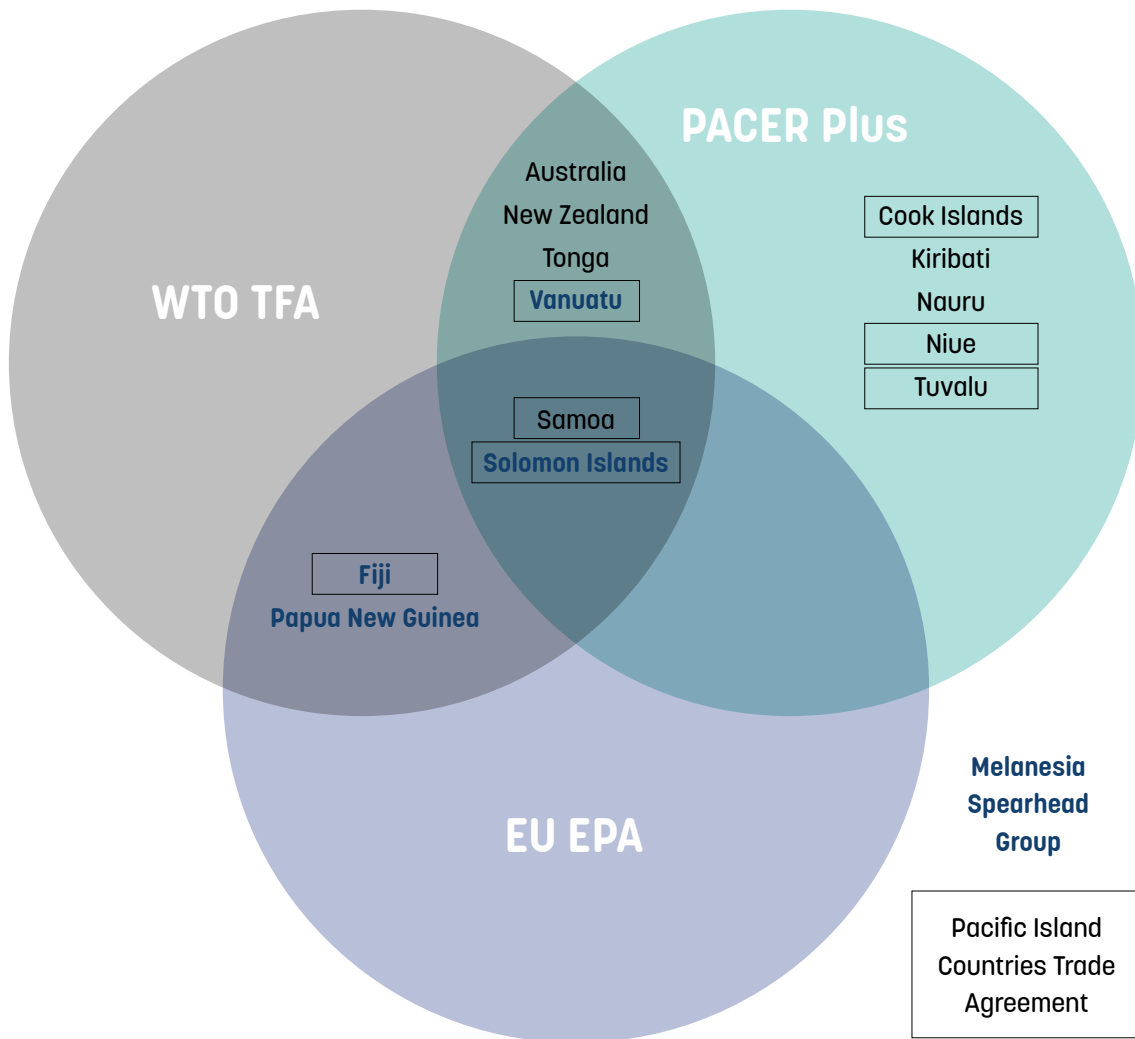 PACER Plus
Australia
New Zealand
Tonga
Vanuatu
Cook Islands
Kiribati
Nauru
Niue
Tuvalu
WTO TFA
Samoa
Solomon Islands
Fiji
Papua New Guinea
EU EPA
Melanesia
Spearhead
Group
Pacific Island
Countries Trade
Agreement